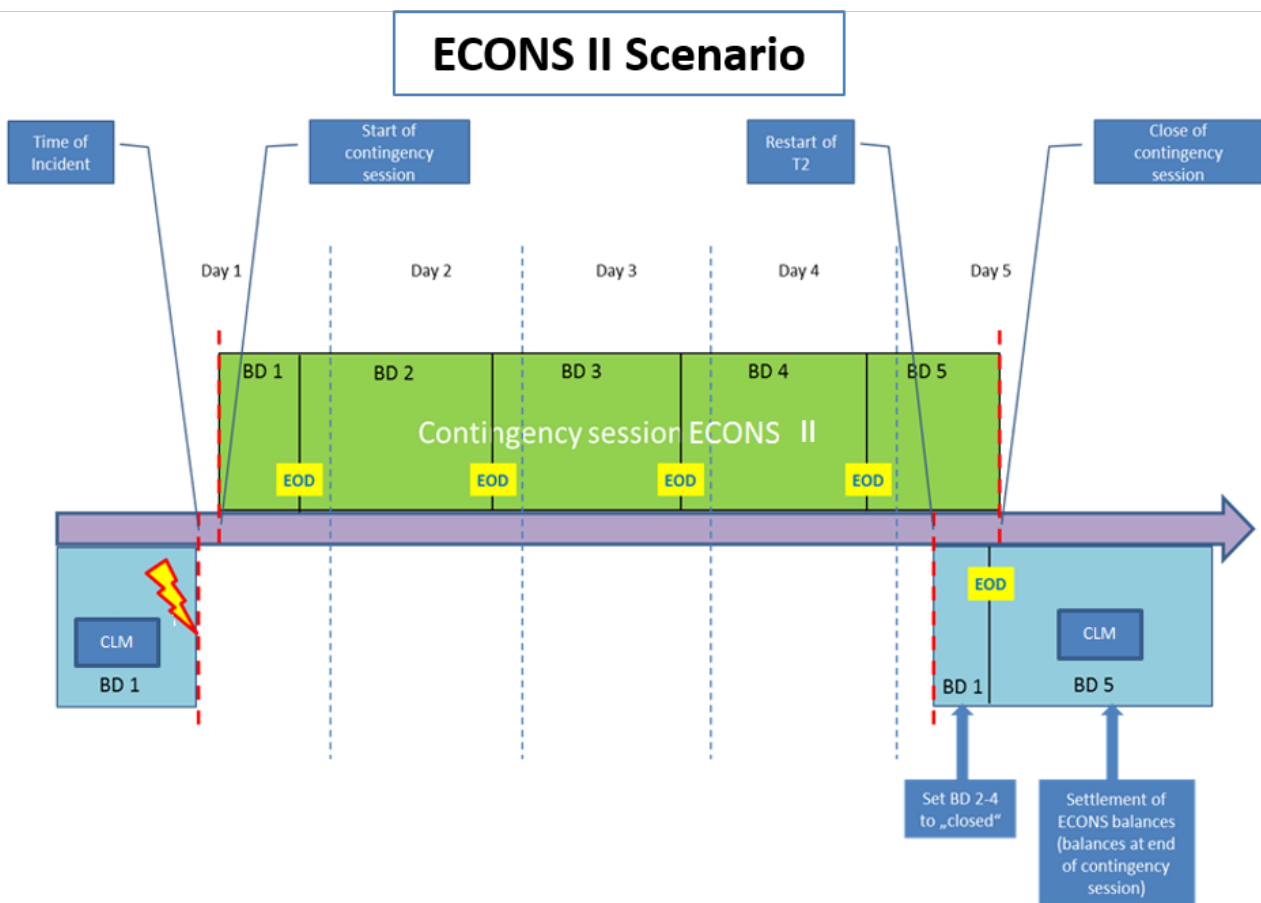 ECONS II Scenario
Time of
Incident
Start of
contingency
session
Restart of
T2
Close of
contingency
session
Day 1
Day 2
Day 3
Day 4
Day 5
BD 1
BD 2
BD 3
BD 4
BD 5
Contingency session ECONS II
EOD
EOD
EOD
EOD
CLM
BD 1
EOD
CLM
BD 1
BD 5
Set BD 2-4
to „closed“
Settlement of
ECONS balances
(balances at end
of contingency
session)